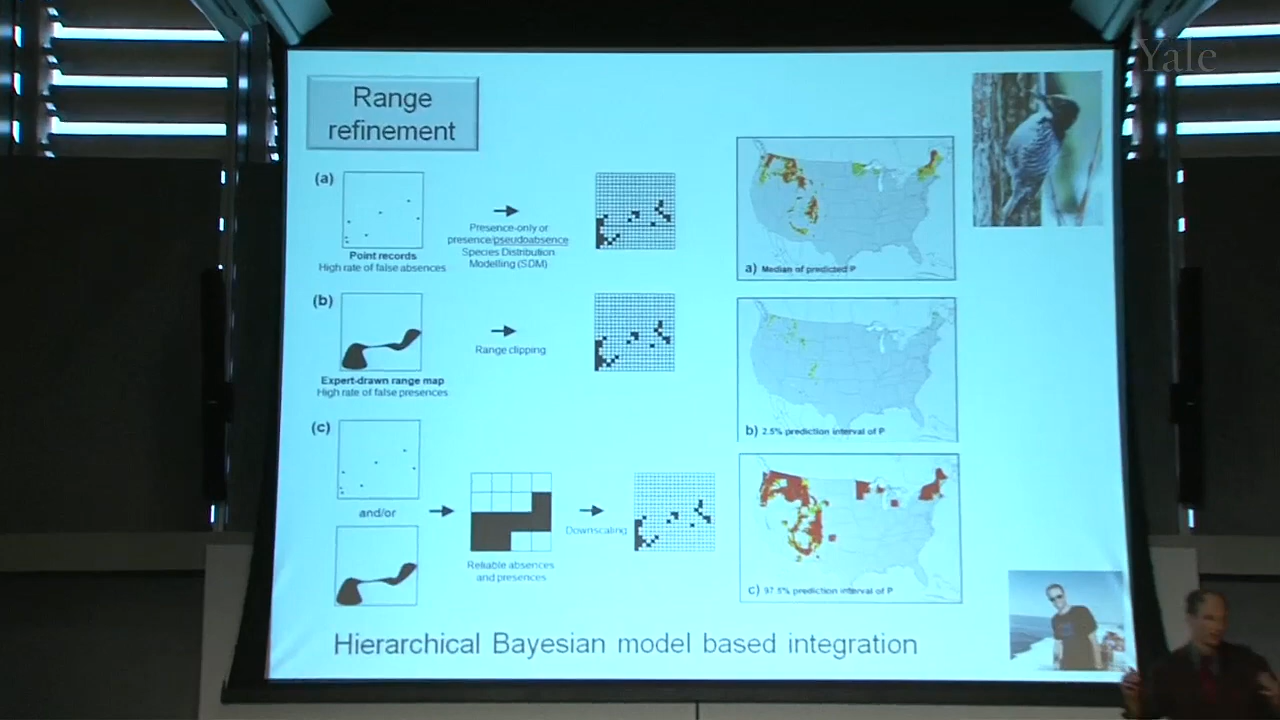 Yale
Range
refinement
(a)
Point records
High rate of false absences
Presence-only or
presence/pseudoabsence
Species Distribution
Modelling (SDM)
a) Median of predicted P
(b)
Expert-drawn range map
High rate of false presences
Range clipping
b) 2.5% prediction interval of P
(c)
and/or
Reliable absences
and presences
Downscaling
c) 97.5% prediction interval of P
Hierarchical Bayesian model based integration